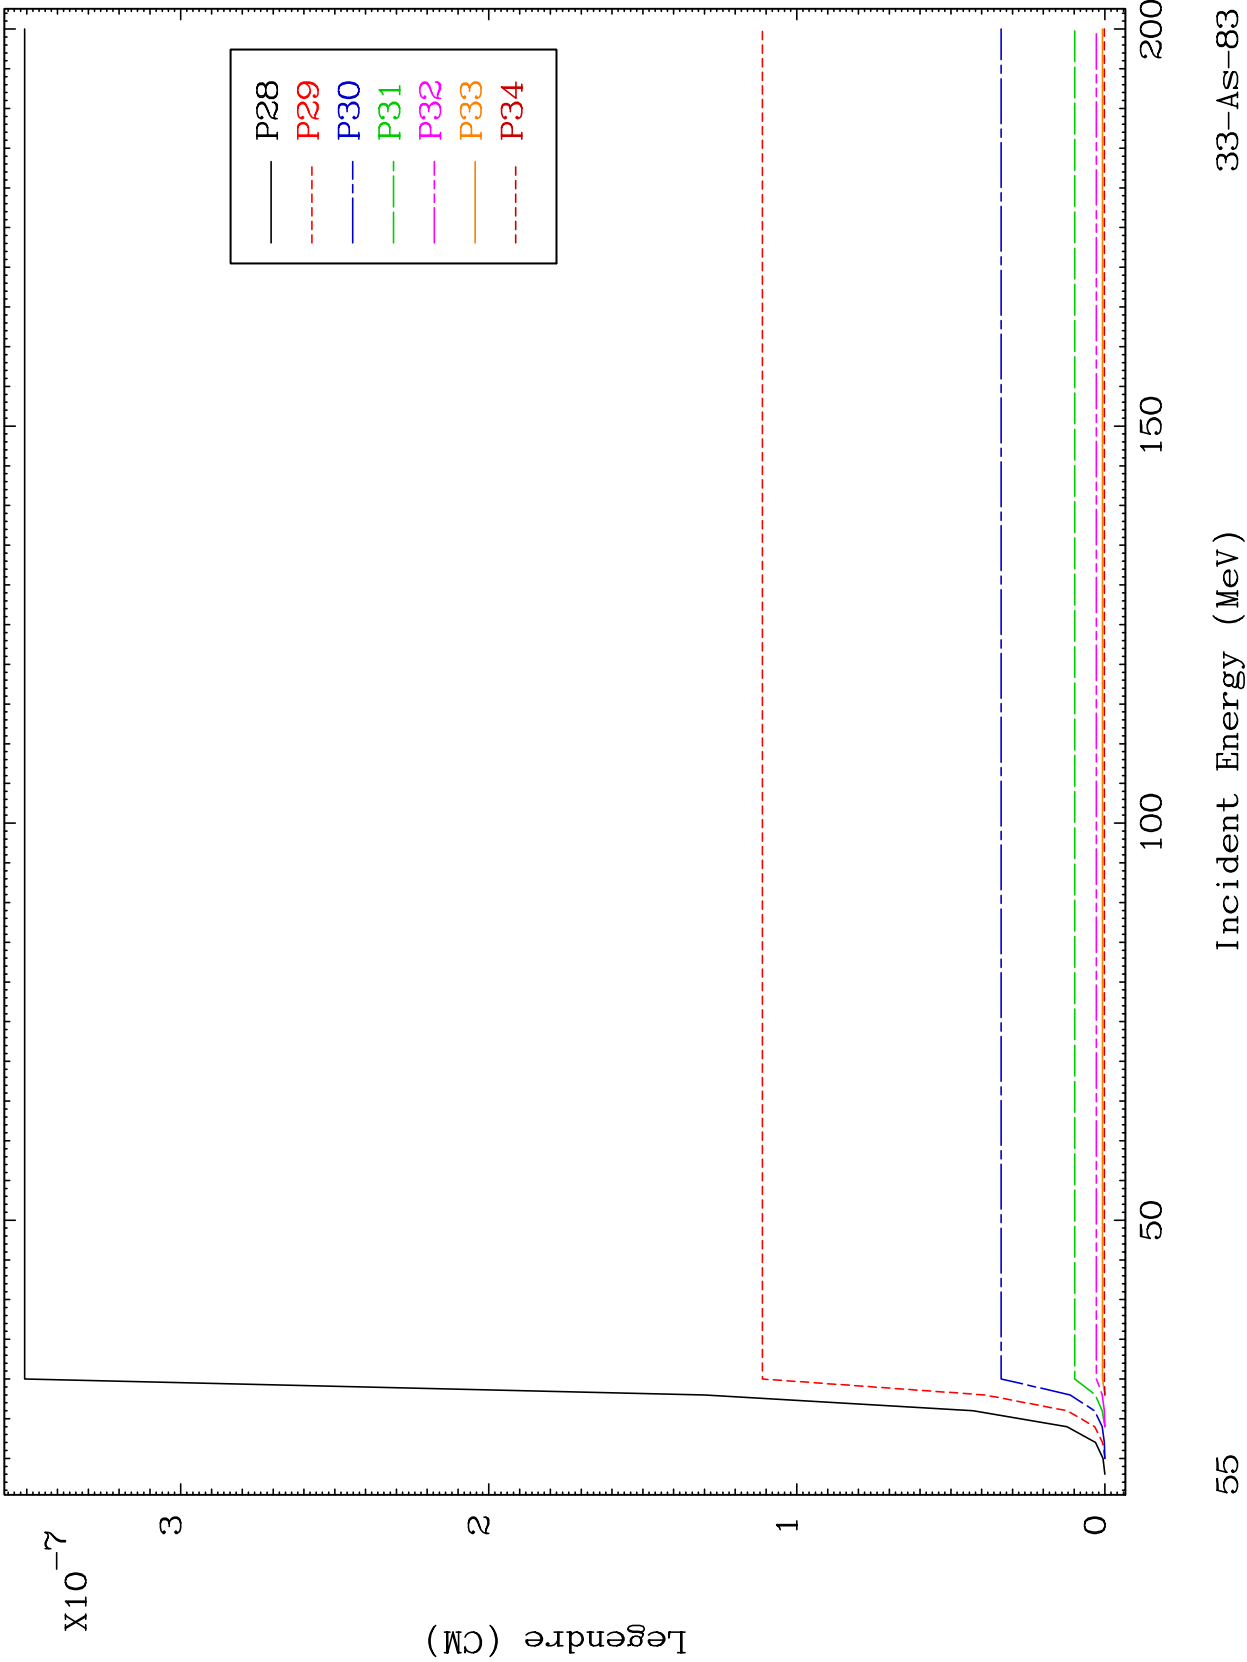 X10^-7
3
2
1
0
Legendre (CM)
P28
P29
P30
P31
P32
P33
P34
50
100
150
200
Incident Energy (MeV)
55
33-As-83